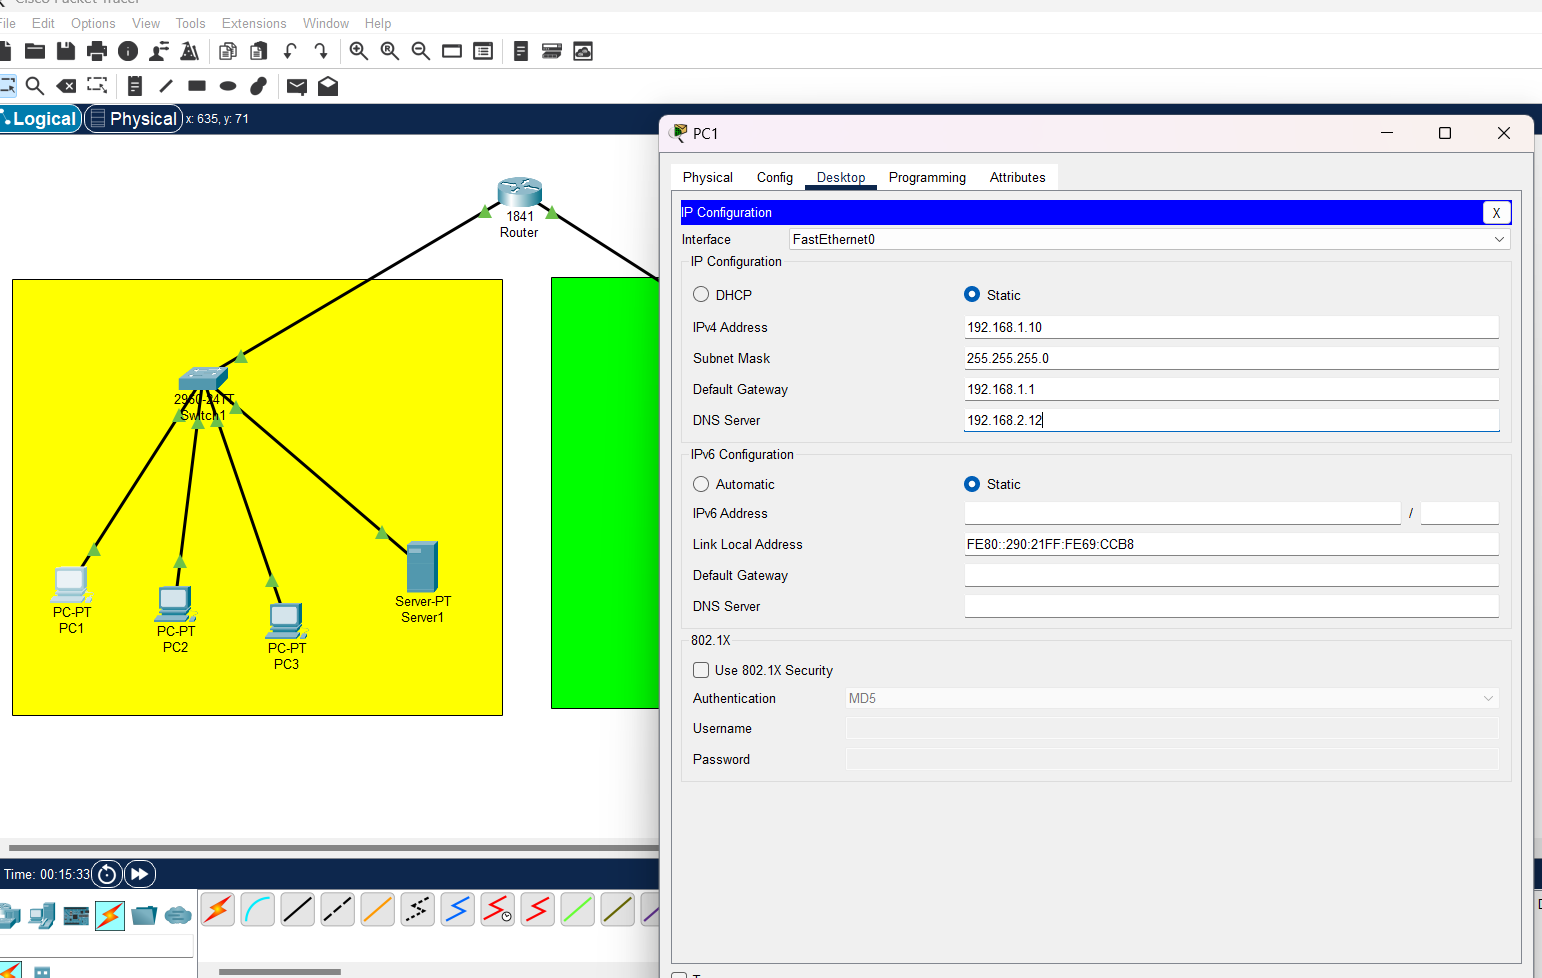 Cisco Packet Tracer
File Edit Options View Tools Extensions Window Help
Logical Physical x: 635, y: 71
1841
Router
2950-24TT
Switch1
PC-PT
PC1
PC-PT
PC2
PC-PT
PC3
Server-PT
Server1
Time: 00:15:33
PC1
Physical Config Desktop Programming Attributes
IP Configuration X
Interface FastEthernet0
IP Configuration
DHCP Static
IPv4 Address 192.168.1.10
Subnet Mask 255.255.255.0
Default Gateway 192.168.1.1
DNS Server 192.168.2.12
IPv6 Configuration
Automatic Static
IPv6 Address /
Link Local Address FE80::290:21FF:FE69:CCB8
Default Gateway
DNS Server
802.1X
Use 802.1X Security
Authentication MD5
Username
Password